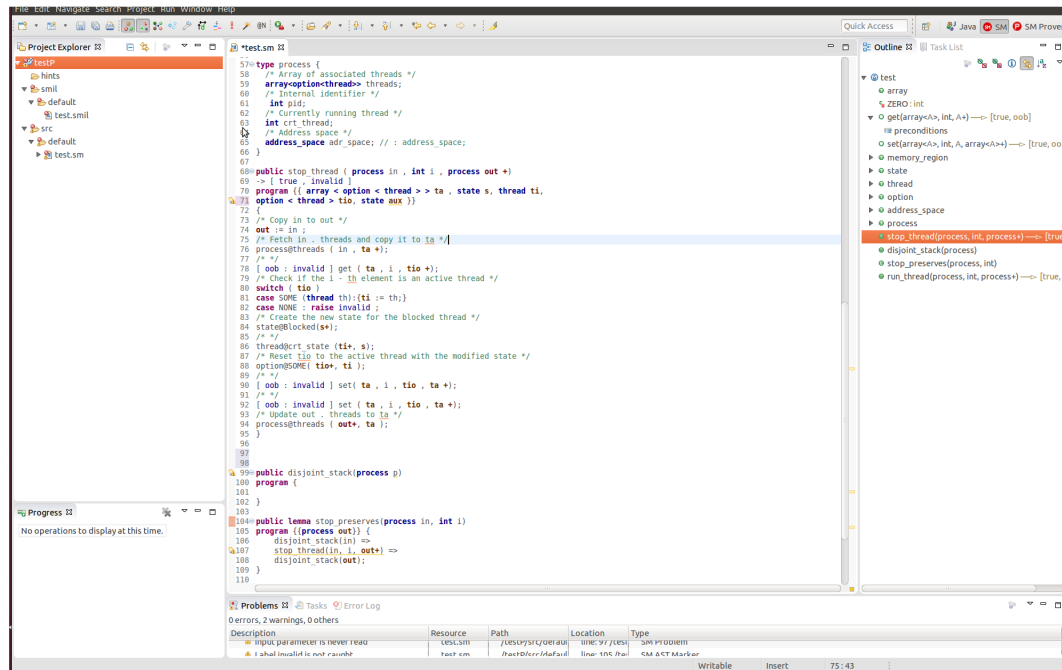 File Edit Navigate Search Project Run Window Help
Quick Access
Java
SM
SM Prover
Project Explorer
testP
hints
smil
default
test.smil
src
default
test.sm
Progress
No operations to display at this time.
*test.sm
57 type process {
58 /* Array of associated threads */
59 array<option<thread>> threads;
60 /* Internal identifier */
61 int pid;
62 /* Currently running thread */
63 int crt_thread;
64 /* Address space */
65 address_space adr_space; // : address_space;
66 }
67
68 public stop_thread ( process in , int i , process out +)
69 -> [ true , invalid ]
70 program {{ array < option < thread > > ta , state s, thread ti,
71 option < thread > tio, state aux }}
72 {
73 /* Copy in to out */
74 out := in ;
75 /* Fetch in . threads and copy it to ta */
76 process@threads ( in , ta +);
77 /* */
78 [ oob : invalid ] get ( ta , i , tio +);
79 /* Check if the i - th element is an active thread */
80 switch ( tio )
81 case SOME (thread th):{ti := th;}
82 case NONE : raise invalid ;
83 /* Create the new state for the blocked thread */
84 state@Blocked(s+);
85 /* */
86 thread@crt_state (ti+, s);
87 /* Reset tio to the active thread with the modified state */
88 option@SOME( tio+, ti );
89 /* */
90 [ oob : invalid ] set( ta , i , tio , ta +);
91 /* */
92 [ oob : invalid ] set ( ta , i , tio , ta +);
93 /* Update out . threads to ta */
94 process@threads ( out+, ta );
95 }
96
97
98
99 public disjoint_stack(process p)
100 program {
101
102 }
103
104 public lemma stop_preserves(process in, int i)
105 program {{process out}} {
106 disjoint_stack(in) =>
107 stop_thread(in, i, out+) =>
108 disjoint_stack(out);
109 }
110
Outline
Task List
test
array
ZERO : int
get(array<A>, int, A+) —> [true, oob]
preconditions
set(array<A>, int, A, array<A>+) —> [true, oo
memory_region
state
thread
option
address_space
process
stop_thread(process, int, process+) —> [true
disjoint_stack(process)
stop_preserves(process, int)
run_thread(process, int, process+) —> [true,
Problems
Tasks
Error Log
0 errors, 2 warnings, 0 others
Description Resource Path Location Type
Input parameter is never read test.sm /testP/src/defaul line: 97 /tesi SM Problem
Label invalid is not caught test.sm /testP/src/defaul line: 105 /te: SM AST Marker
Writable Insert 75 : 43